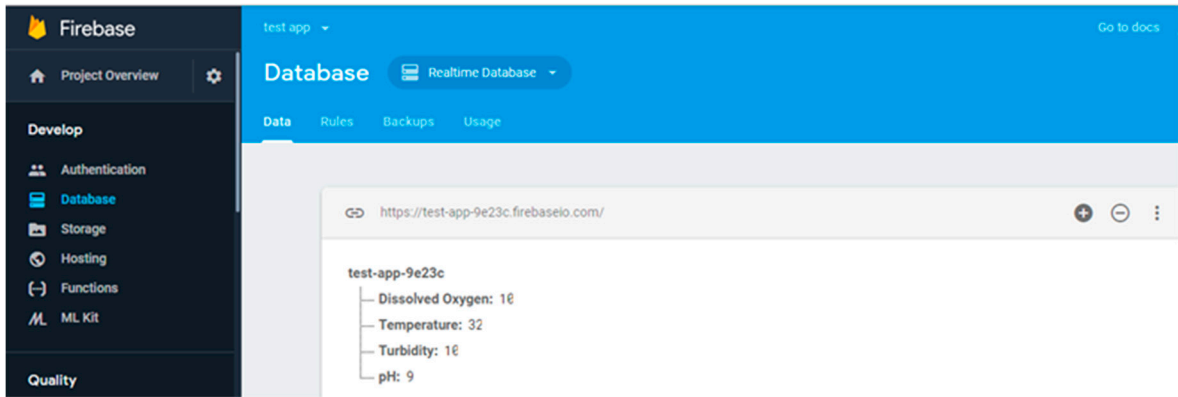 Firebase
Project Overview
Develop
Authentication
Database
Storage
Hosting
Functions
ML Kit
Quality
test app
Go to docs
Database
Realtime Database
Data Rules Backups Usage
https://test-app-9e23c.firebaseio.com/
test-app-9e23c
Dissolved Oxygen: 10
Temperature: 32
Turbidity: 10
pH: 9